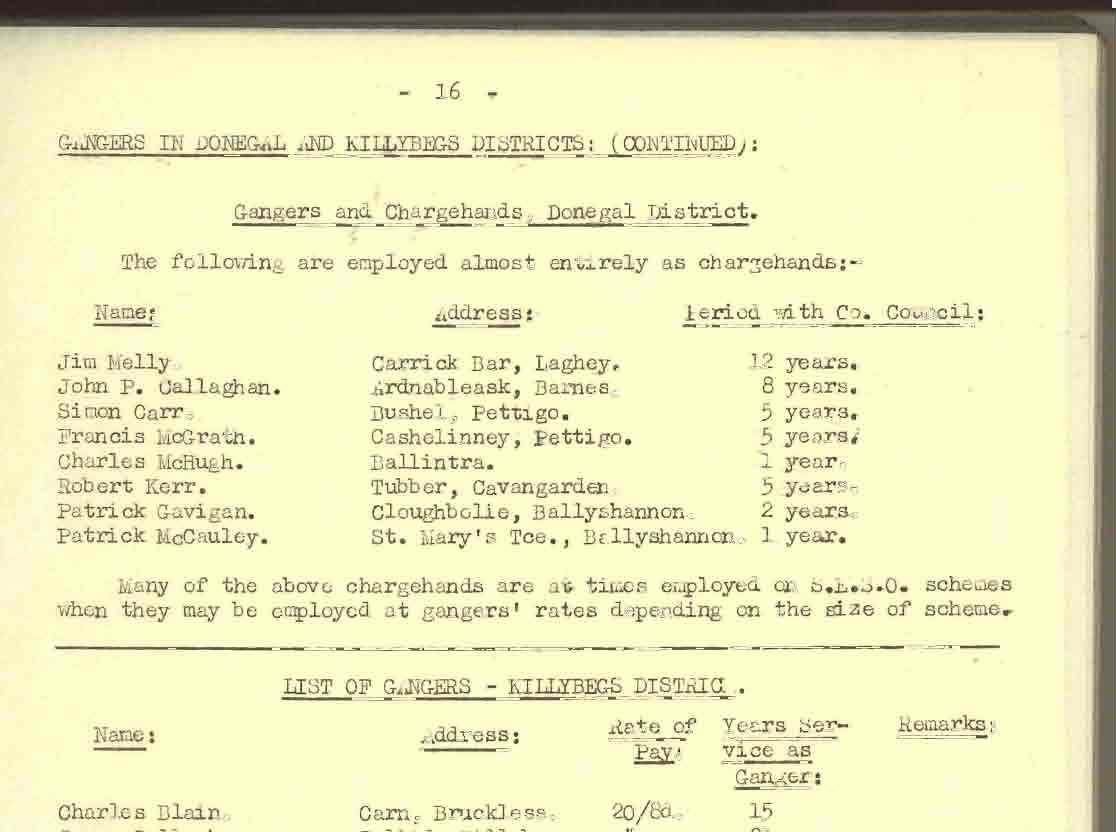 - 16 -
GANGERS IN DONEGAL AND KILLYBEGS DISTRICTS: (CONTINUED):
Gangers and Chargehands, Donegal District.
The following are employed almost entirely as chargehands:-
Name: Address: Period with Co. Council:
Jim Melly. Carrick Bar, Laghey. 12 years.
John P. Callaghan. Ardnableask, Barnes. 8 years.
Simon Carr. Bushel, Pettigo. 5 years.
Francis McGrath. Cashelinney, Pettigo. 5 years.
Charles McHugh. Ballintra. 1 year.
Robert Kerr. Tubber, Cavangarden. 5 years.
Patrick Gavigan. Cloughbolie, Ballyshannon. 2 years.
Patrick McCauley. St. Mary's Tce., Ballyshannon. 1 year.
Many of the above chargehands are at times employed on S.E.S.O. schemes
when they may be employed at gangers' rates depending on the size of scheme.
LIST OF GANGERS - KILLYBEGS DISTRICT.
Name: Address: Rate of Years Ser- Remarks:
Pay: vice as
Ganger:
Charles Blain. Carn, Bruckless. 20/8d. 15